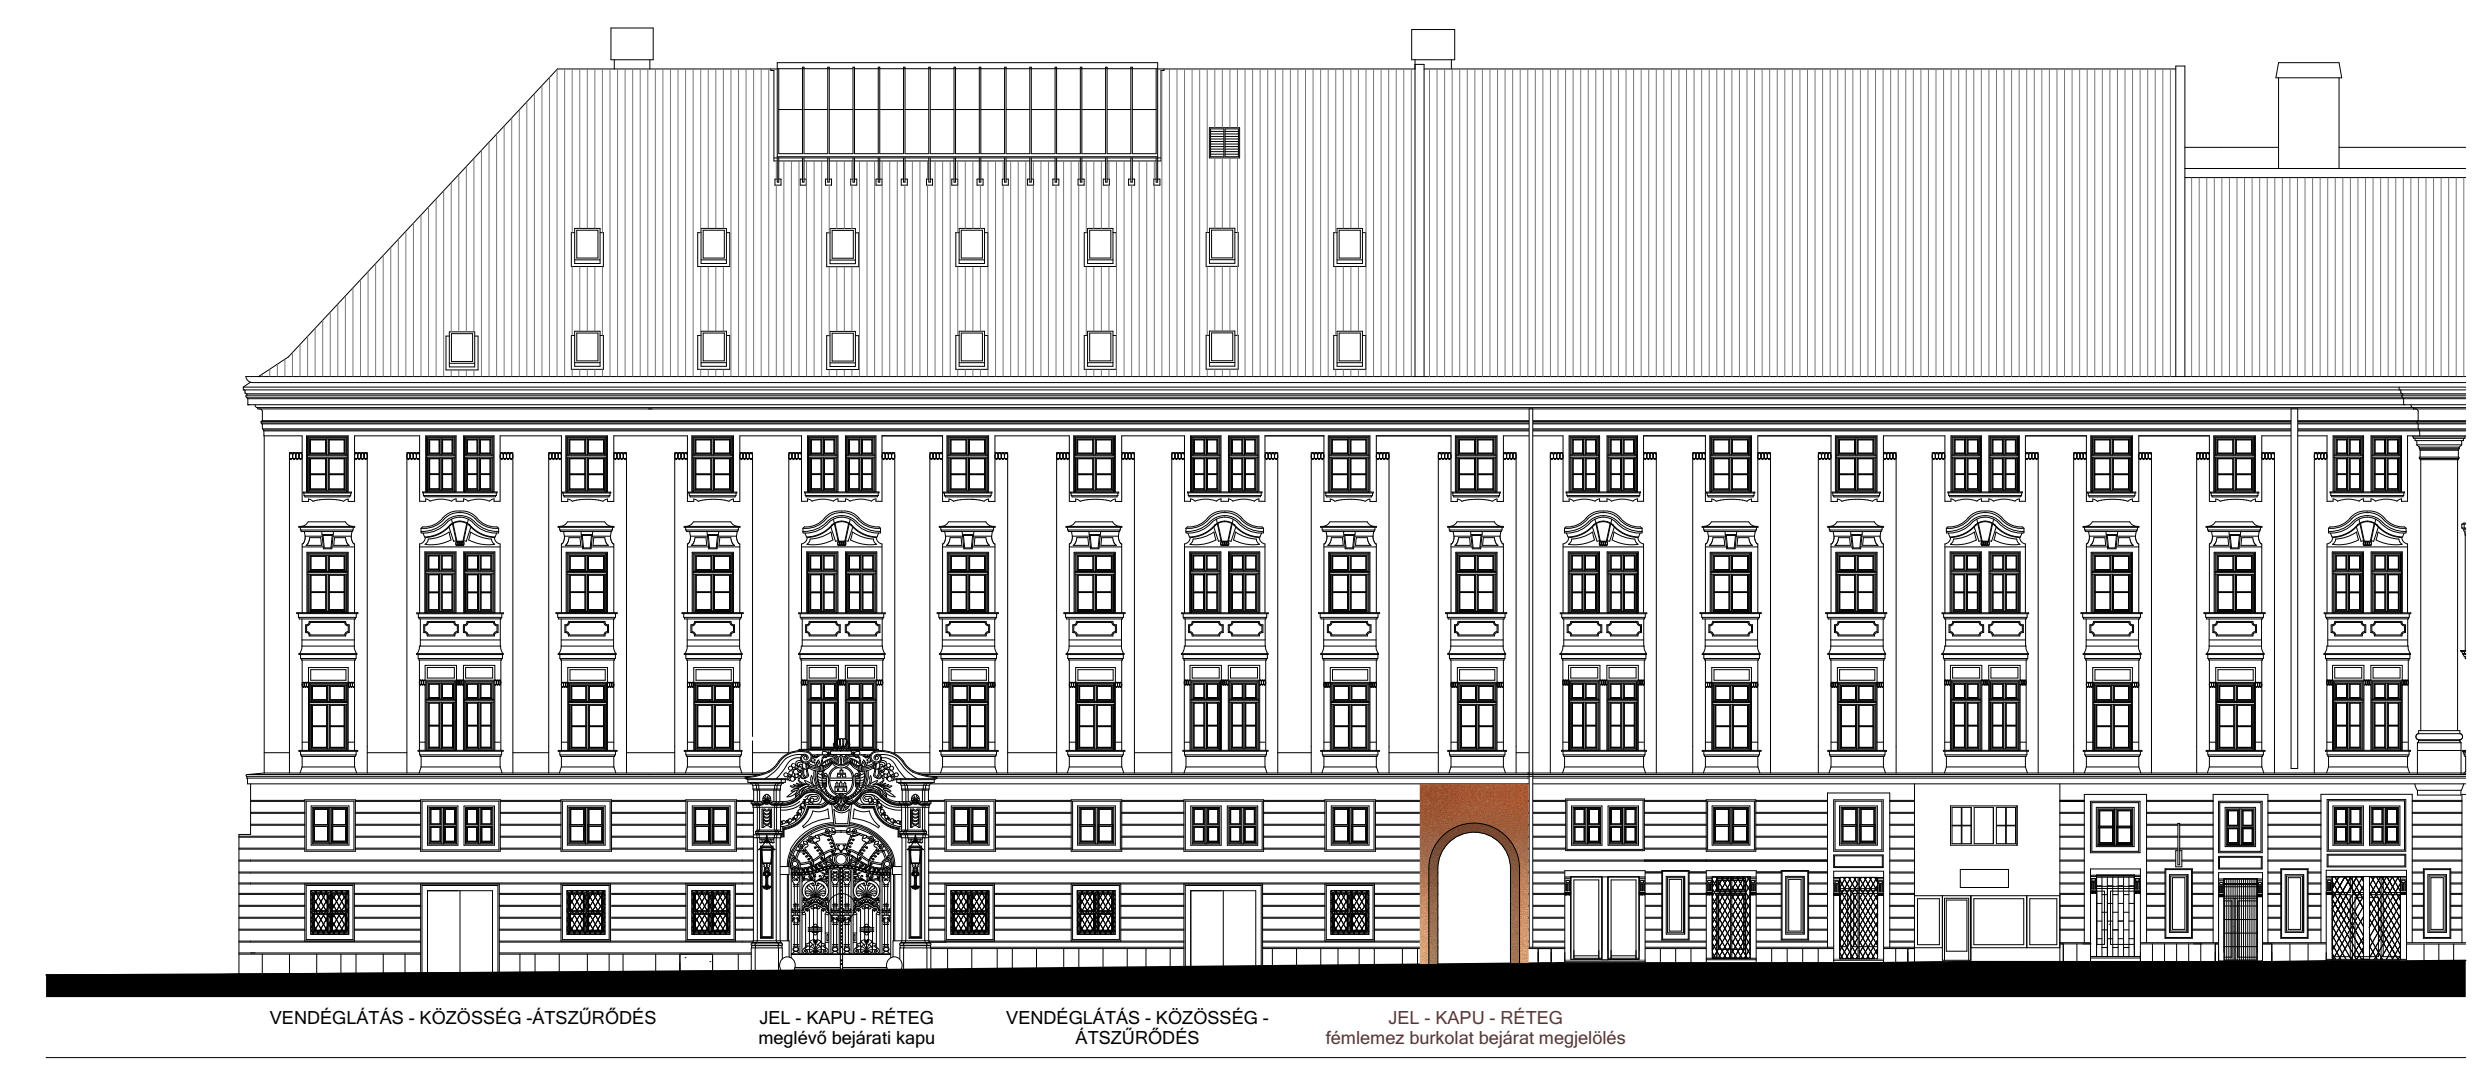 VENDÉGLÁTÁS - KÖZÖSSÉG -ÁTSZŰRŐDÉS
JEL - KAPU - RÉTEG
meglévő bejárati kapu
VENDÉGLÁTÁS - KÖZÖSSÉG -
ÁTSZŰRŐDÉS
JEL - KAPU - RÉTEG
fémlemez burkolat bejárat megjelölés